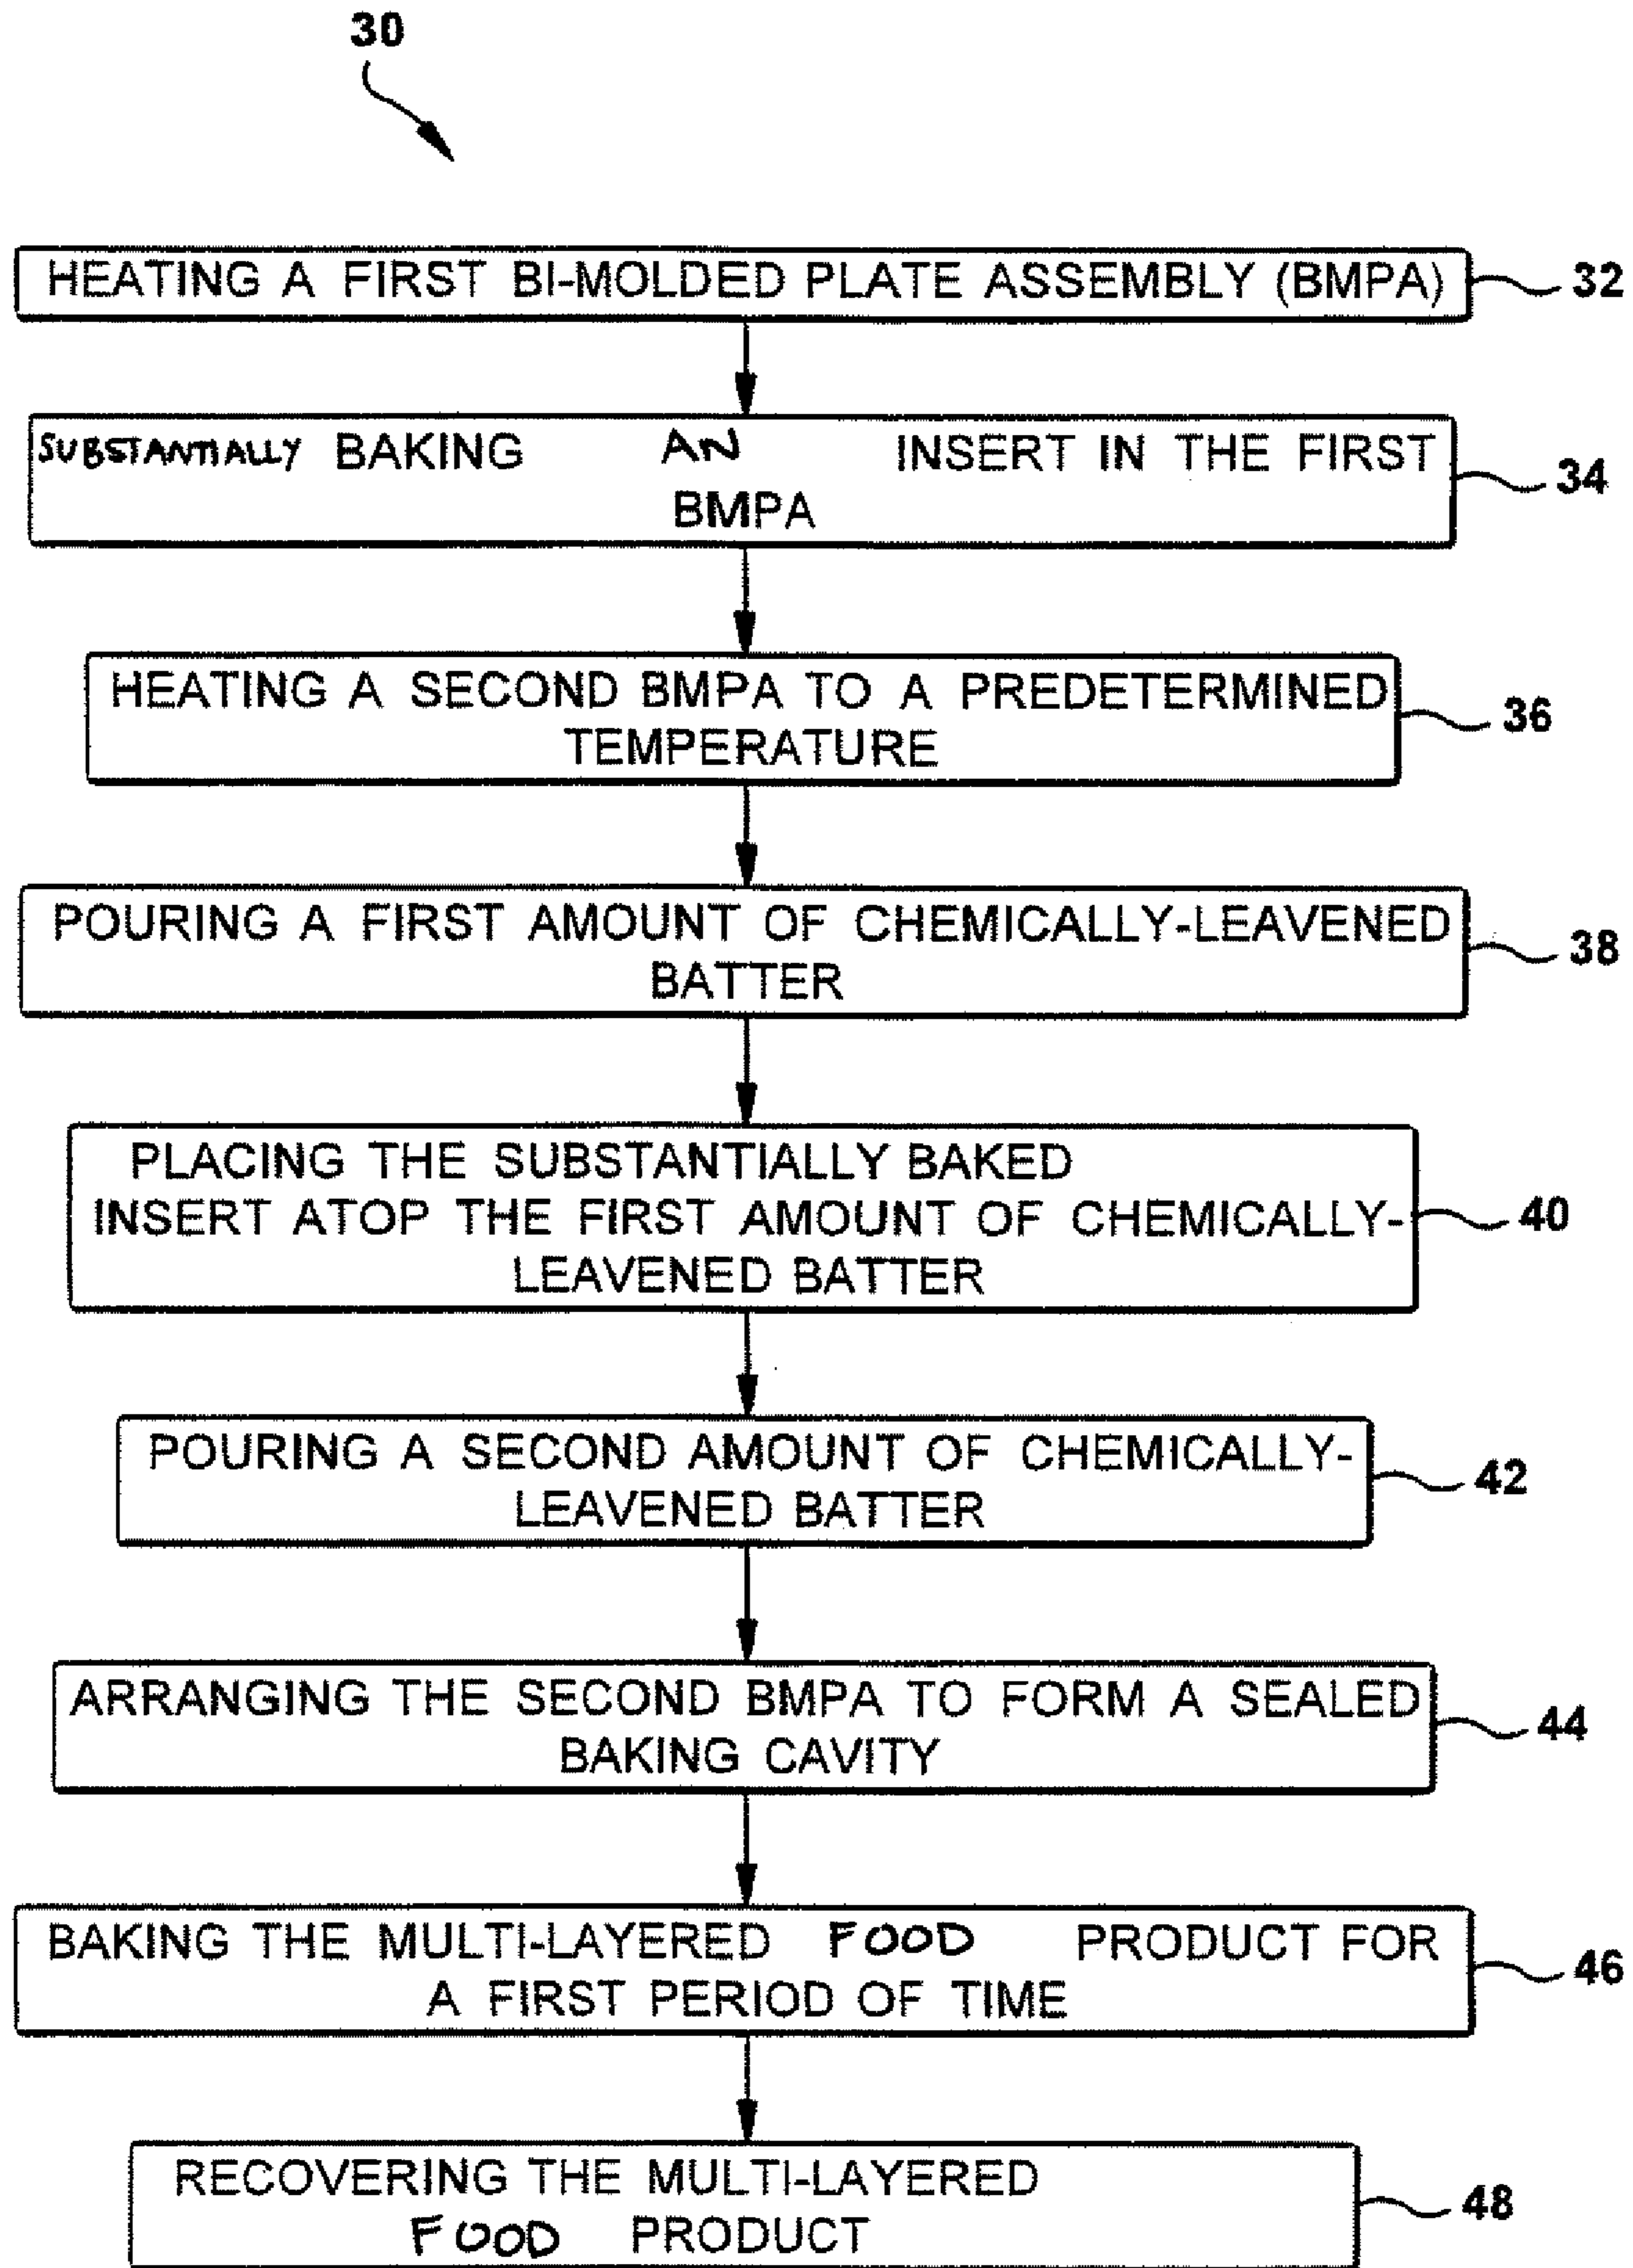 30
HEATING A FIRST BI-MOLDED PLATE ASSEMBLY (BMPA)
32
SUBSTANTIALLY BAKING AN INSERT IN THE FIRST
BMPA
34
HEATING A SECOND BMPA TO A PREDETERMINED
TEMPERATURE
36
POURING A FIRST AMOUNT OF CHEMICALLY-LEAVENED
BATTER
38
PLACING THE SUBSTANTIALLY BAKED
INSERT ATOP THE FIRST AMOUNT OF CHEMICALLY-
LEAVENED BATTER
40
POURING A SECOND AMOUNT OF CHEMICALLY-
LEAVENED BATTER
42
ARRANGING THE SECOND BMPA TO FORM A SEALED
BAKING CAVITY
44
BAKING THE MULTI-LAYERED FOOD PRODUCT FOR
A FIRST PERIOD OF TIME
46
RECOVERING THE MULTI-LAYERED
FOOD PRODUCT
48